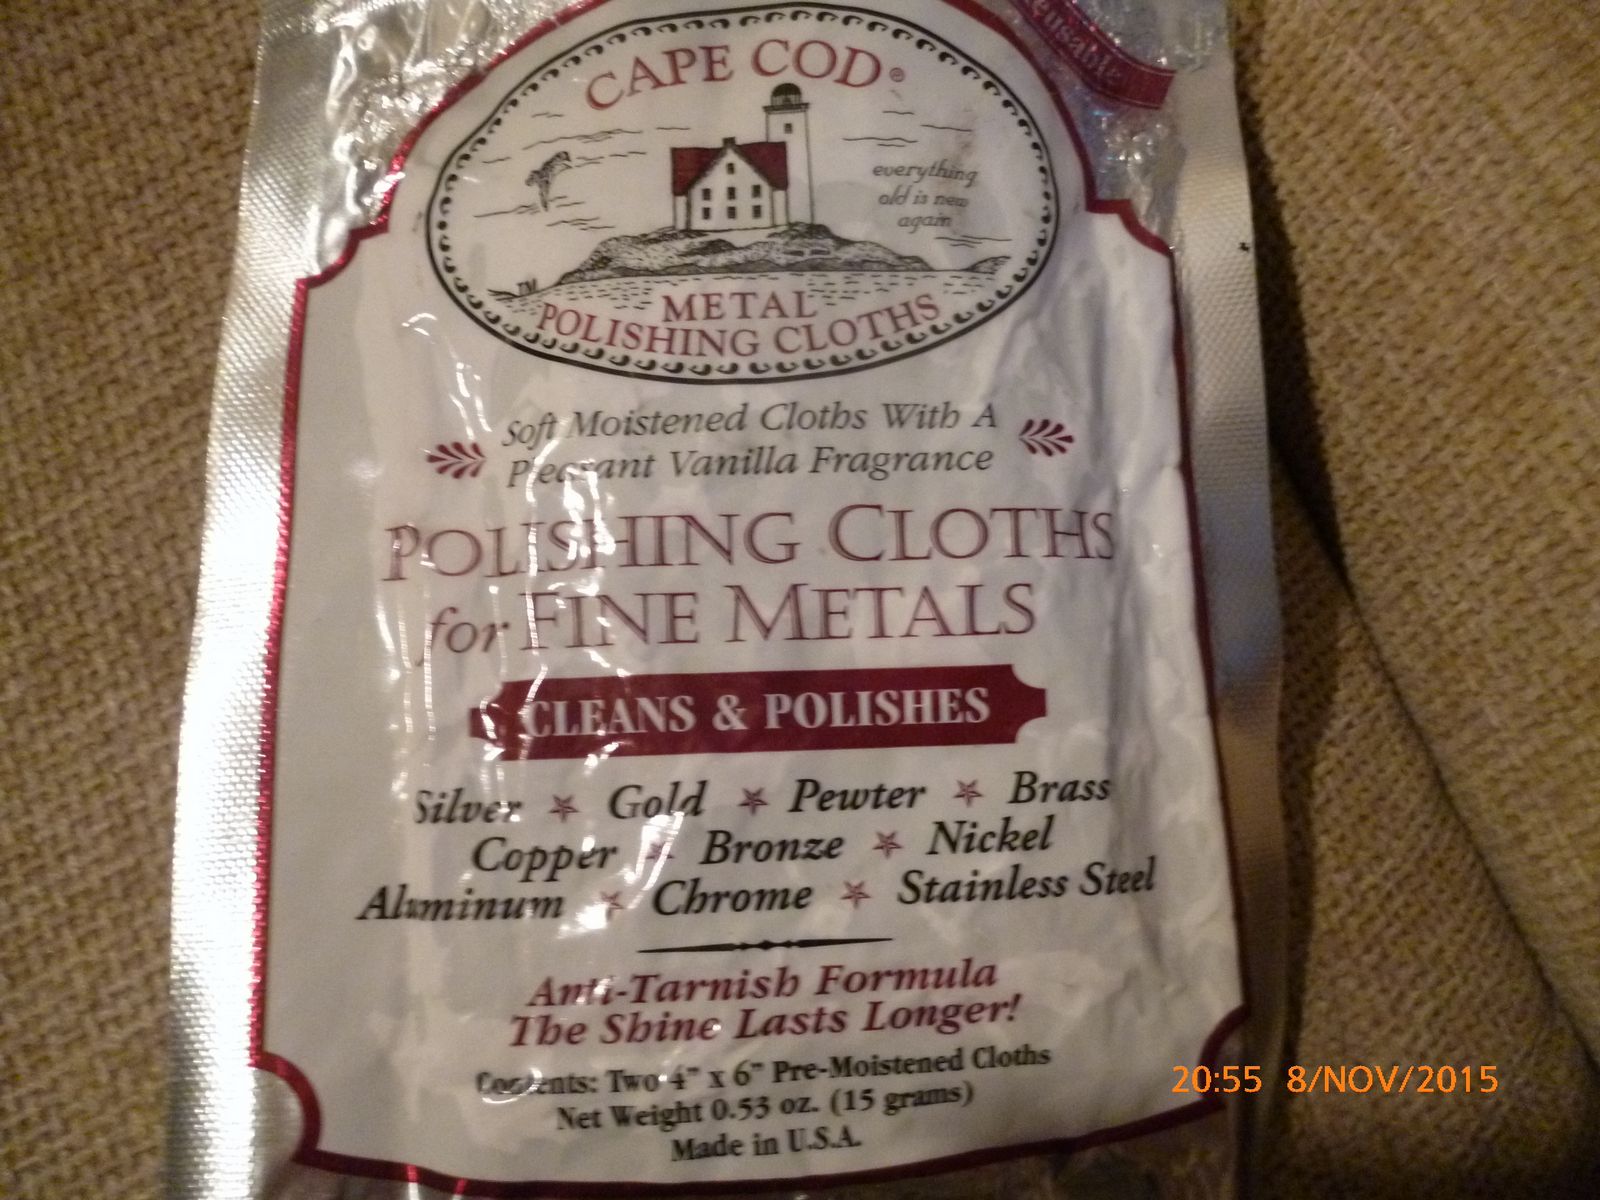 Reusable
CAPE COD®
everything
old is new
again
TM
METAL
POLISHING CLOTHS
Soft Moistened Cloths With A
Pleasant Vanilla Fragrance
POLISHING CLOTHS
for FINE METALS
CLEANS & POLISHES
Silver * Gold * Pewter * Brass
Copper * Bronze * Nickel
Aluminum * Chrome * Stainless Steel
Anti-Tarnish Formula
The Shine Lasts Longer!
Contents: Two 4" x 6" Pre-Moistened Cloths
Net Weight 0.53 oz. (15 grams)
Made in U.S.A.
20:55 8/NOV/2015